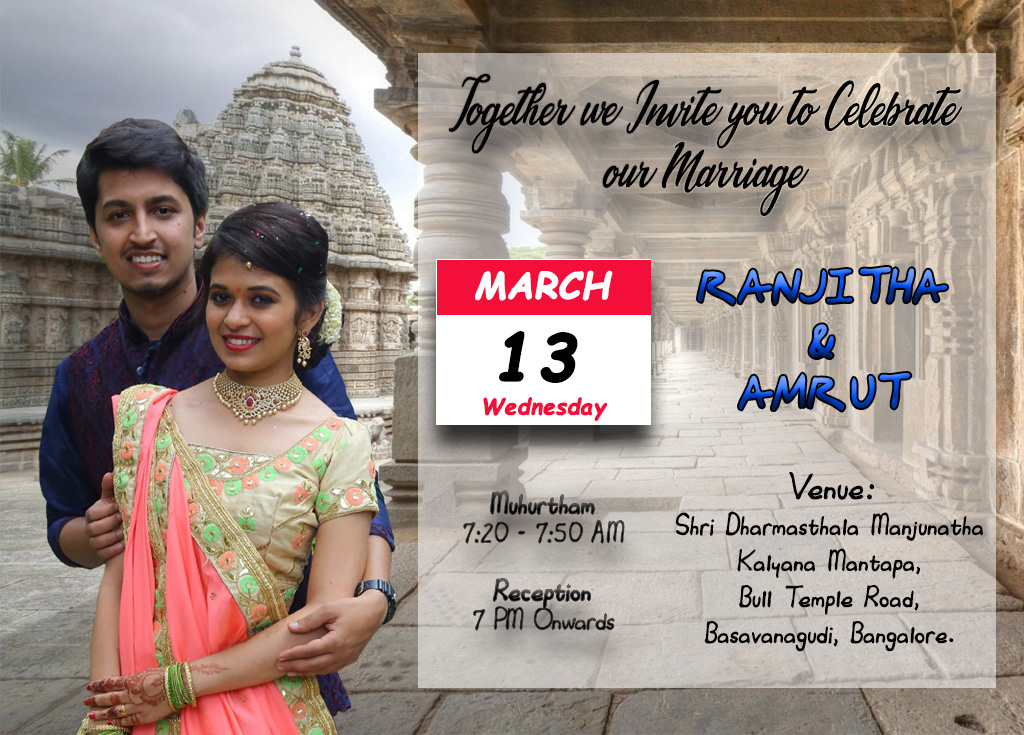 Together we Invite you to Celebrate
our Marriage
MARCH
13
Wednesday
RANJITHA
&
AMRUT
Muhurtham
7:20 - 7:50 AM
Reception
7 PM Onwards
Venue:
Shri Dharmasthala Manjunatha
Kalyana Mantapa,
Bull Temple Road,
Basavanagudi, Bangalore.